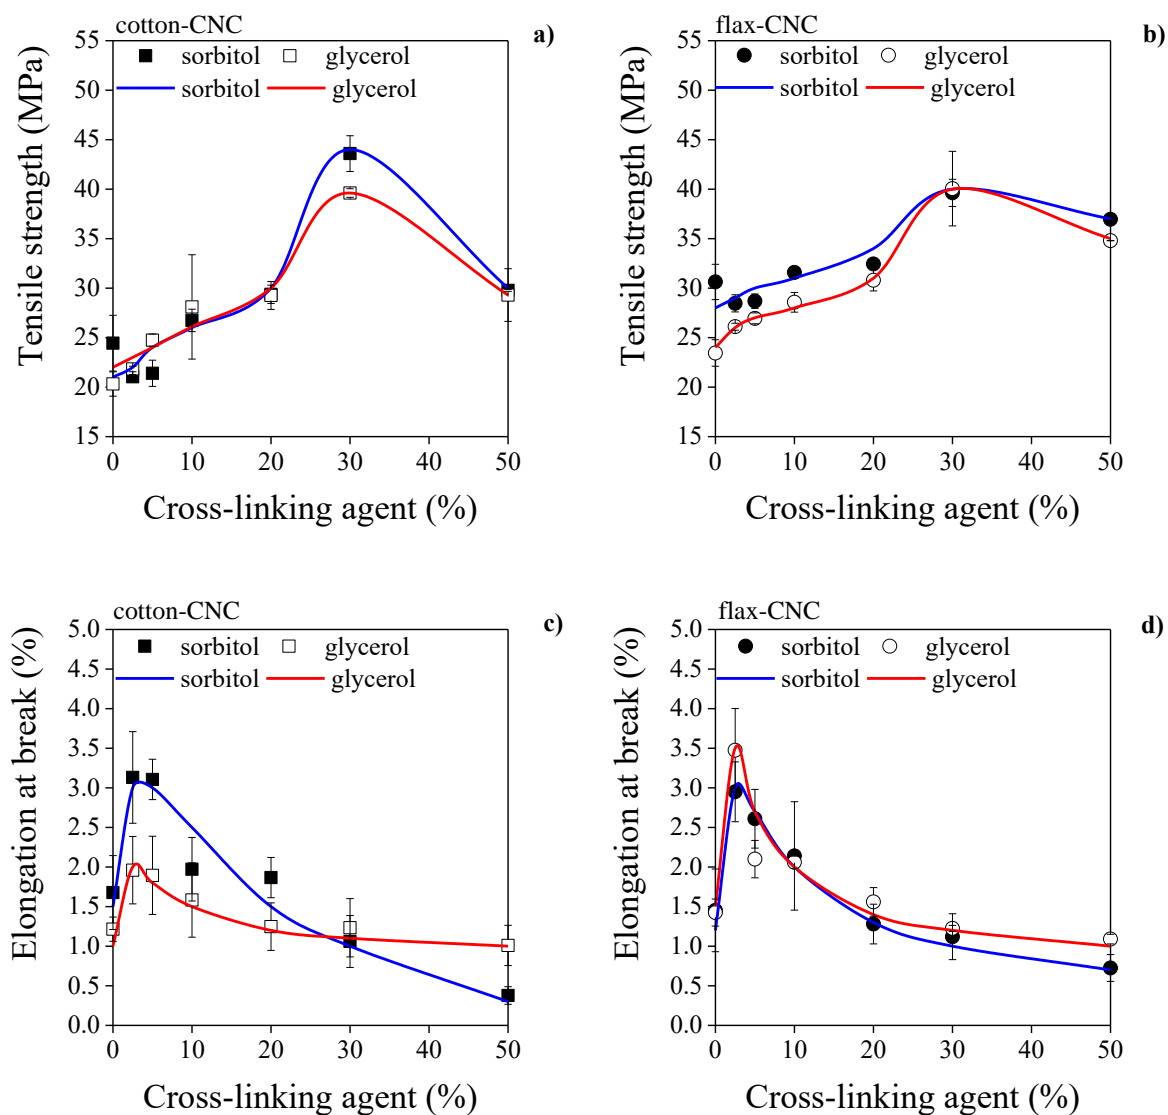 cotton-CNC
a)
sorbitol glycerol
sorbitol glycerol
Tensile strength (MPa)
55
50
45
40
35
30
25
20
15
0 10 20 30 40 50
Cross-linking agent (%)
flax-CNC
b)
sorbitol glycerol
sorbitol glycerol
Tensile strength (MPa)
55
50
45
40
35
30
25
20
15
0 10 20 30 40 50
Cross-linking agent (%)
cotton-CNC
c)
sorbitol glycerol
sorbitol glycerol
Elongation at break (%)
5.0
4.5
4.0
3.5
3.0
2.5
2.0
1.5
1.0
0.5
0.0
0 10 20 30 40 50
Cross-linking agent (%)
flax-CNC
d)
sorbitol glycerol
sorbitol glycerol
Elongation at break (%)
5.0
4.5
4.0
3.5
3.0
2.5
2.0
1.5
1.0
0.5
0.0
0 10 20 30 40 50
Cross-linking agent (%)